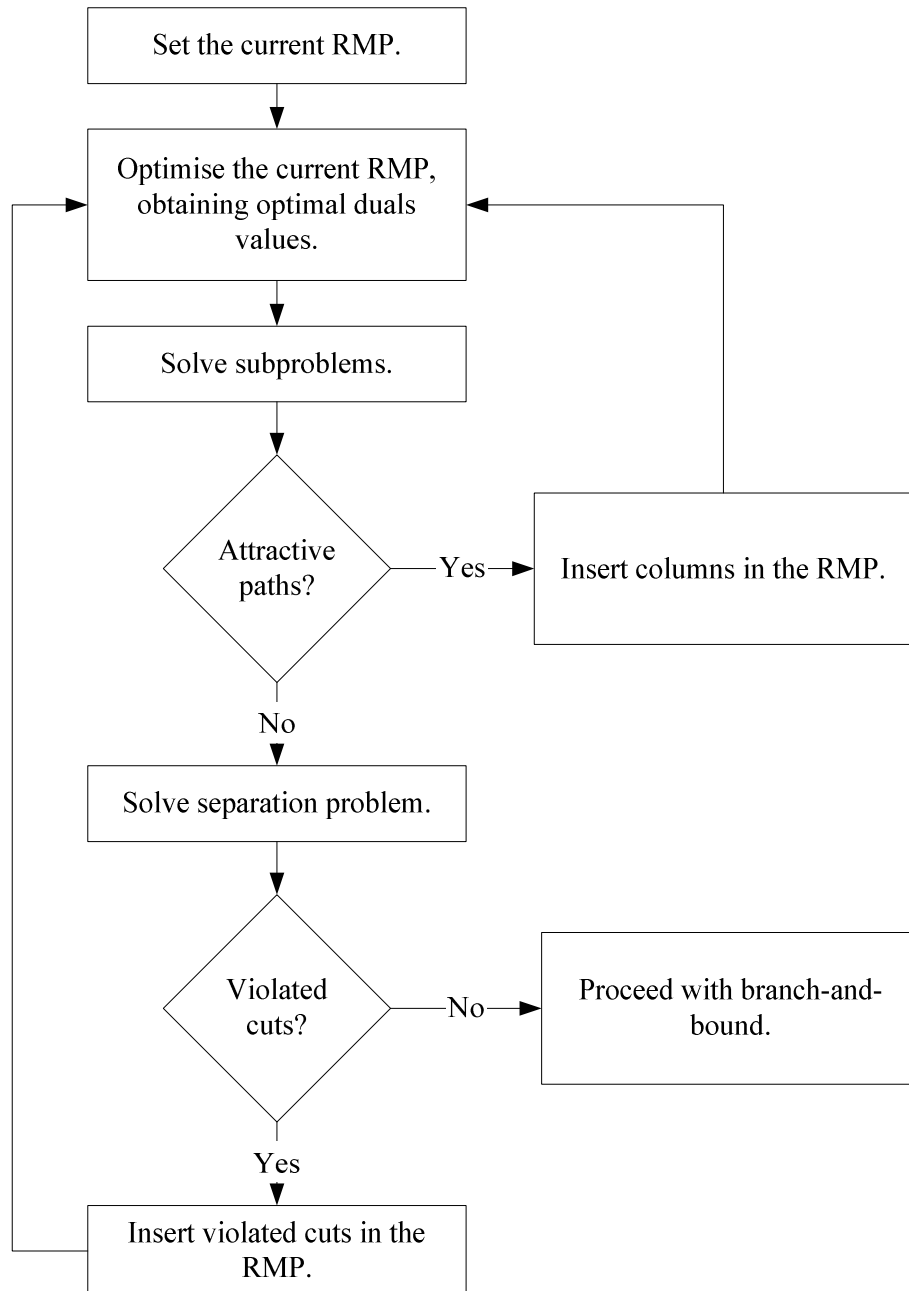 Set the current RMP.
Optimise the current RMP,
obtaining optimal duals
values.
Solve subproblems.
Attractive
paths?
Yes
Insert columns in the RMP.
No
Solve separation problem.
Violated
cuts?
No
Proceed with branch-and-
bound.
Yes
Insert violated cuts in the
RMP.